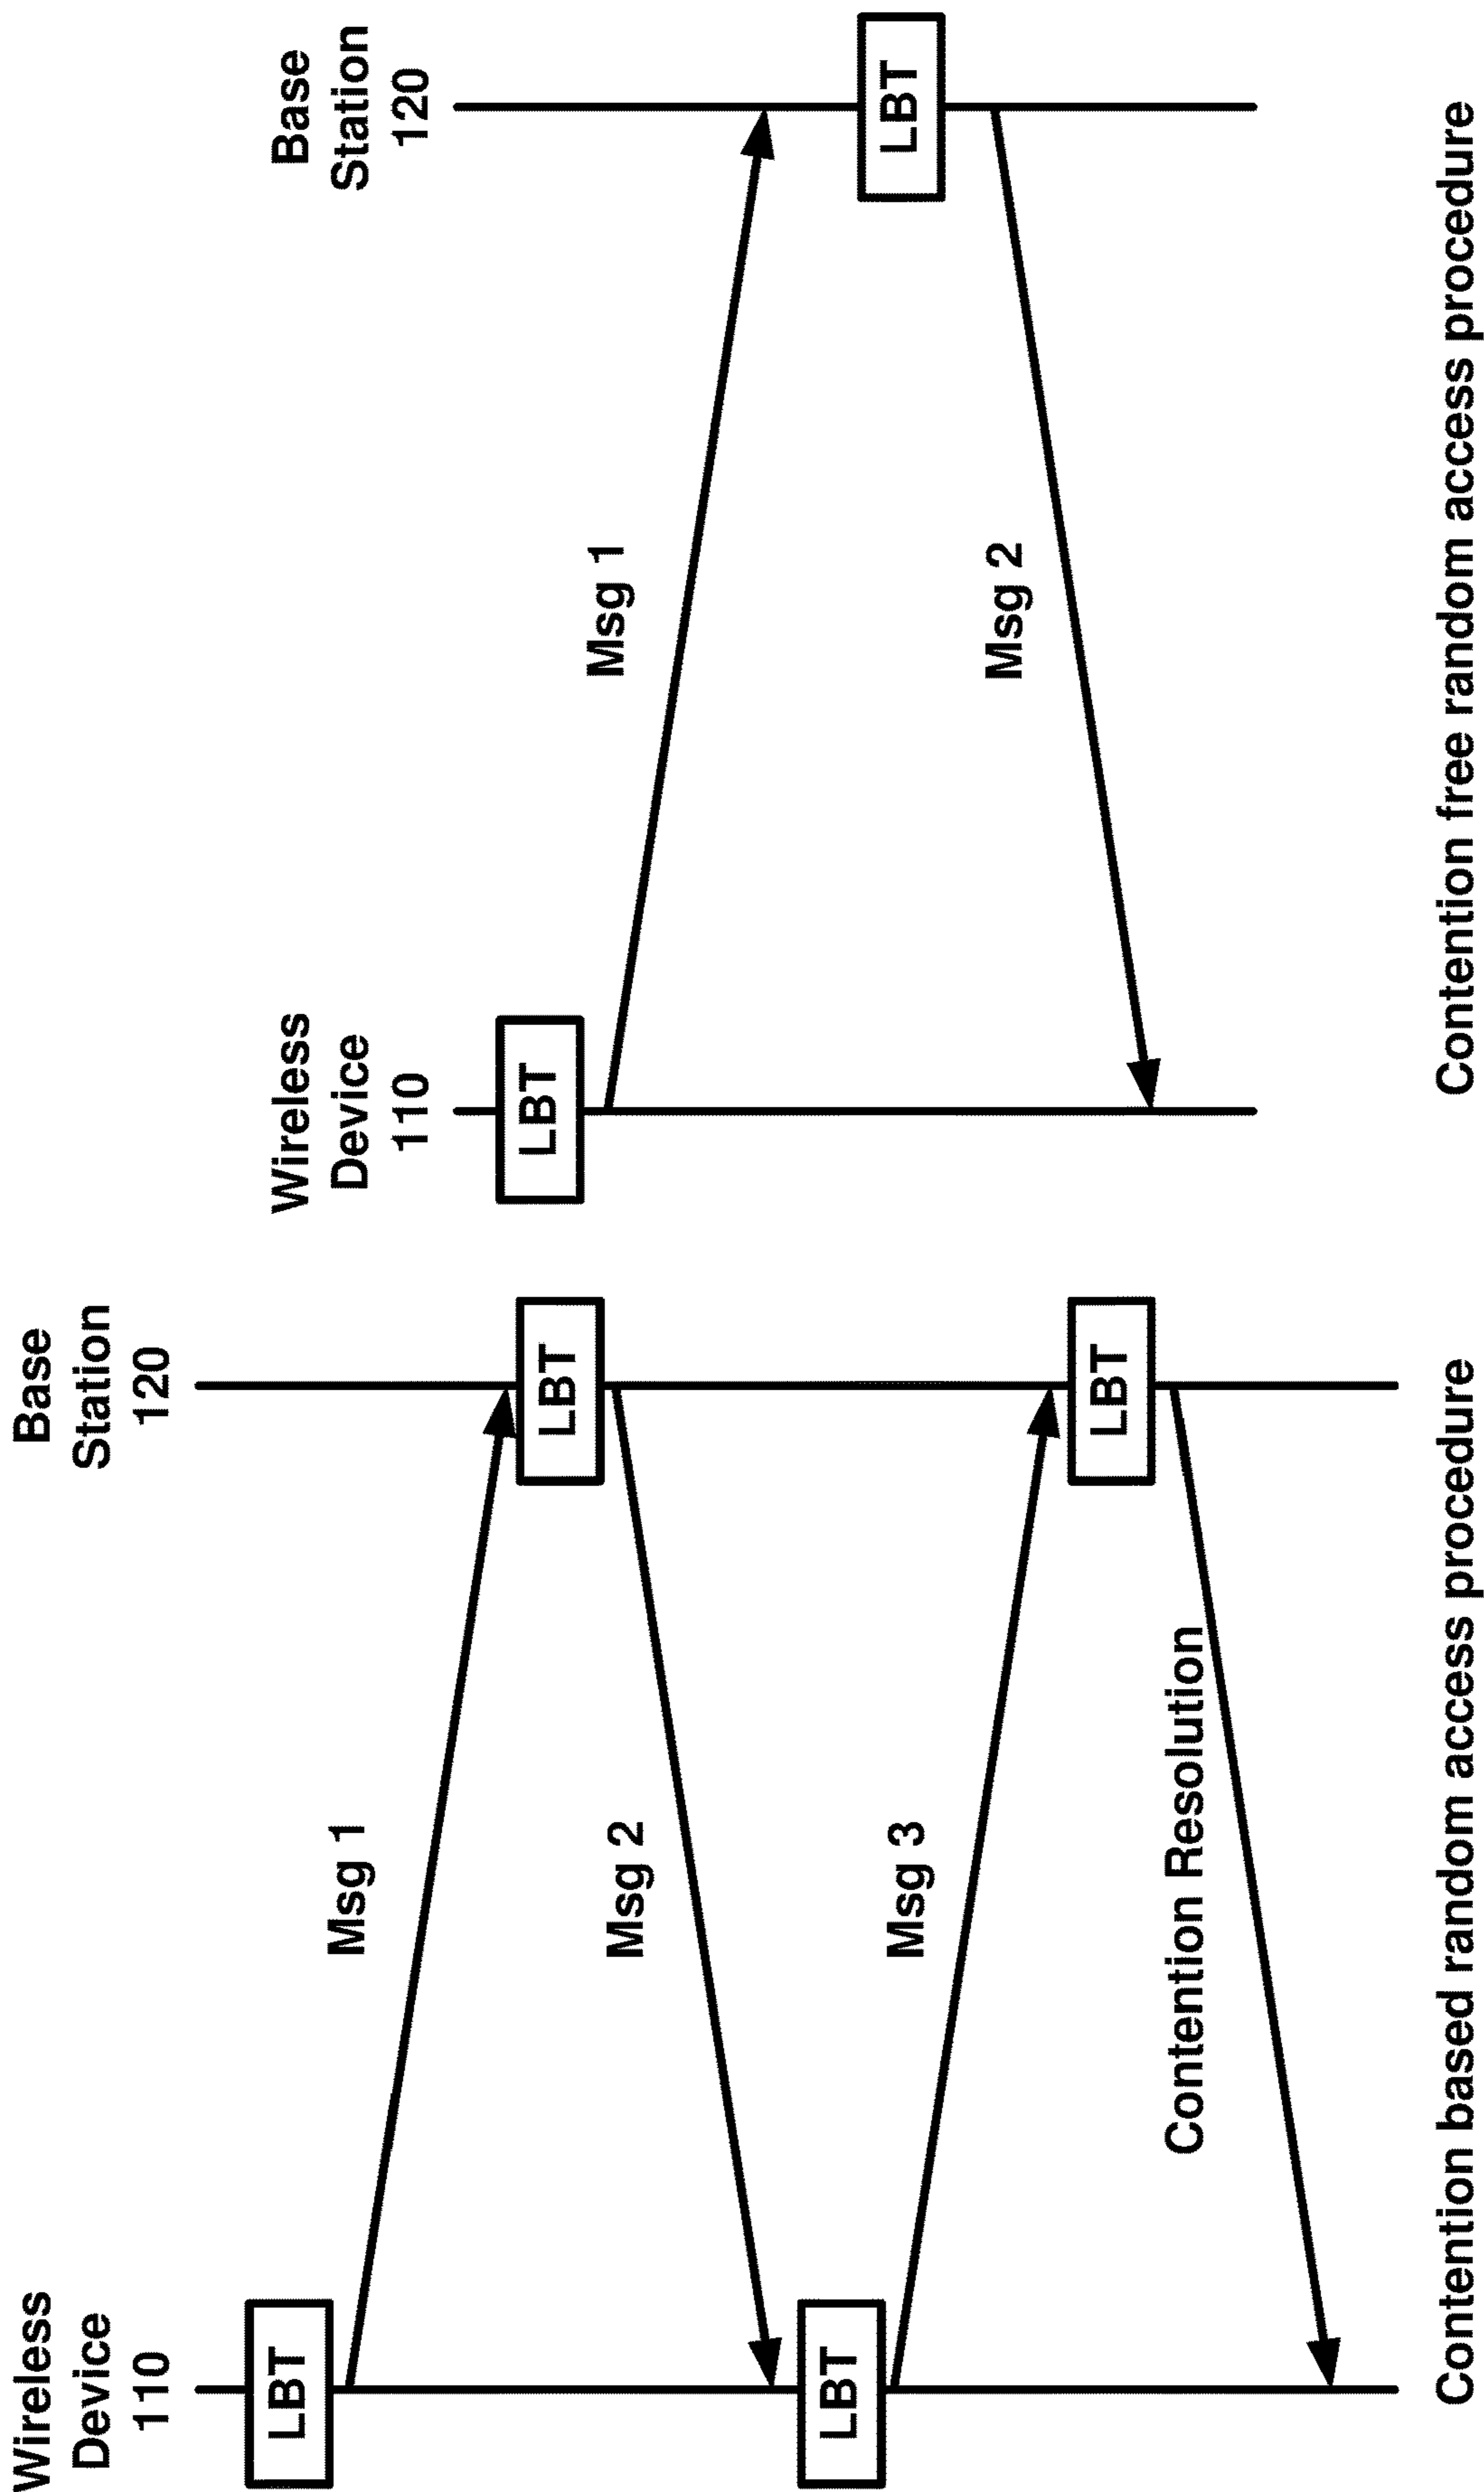 Wireless
Device
110
Base
Station
120
LBT
Msg 1
LBT
Msg 2
LBT
Msg 3
LBT
Contention Resolution
Contention based random access procedure
Wireless
Device
110
Base
Station
120
LBT
Msg 1
LBT
Msg 2
Contention free random access procedure